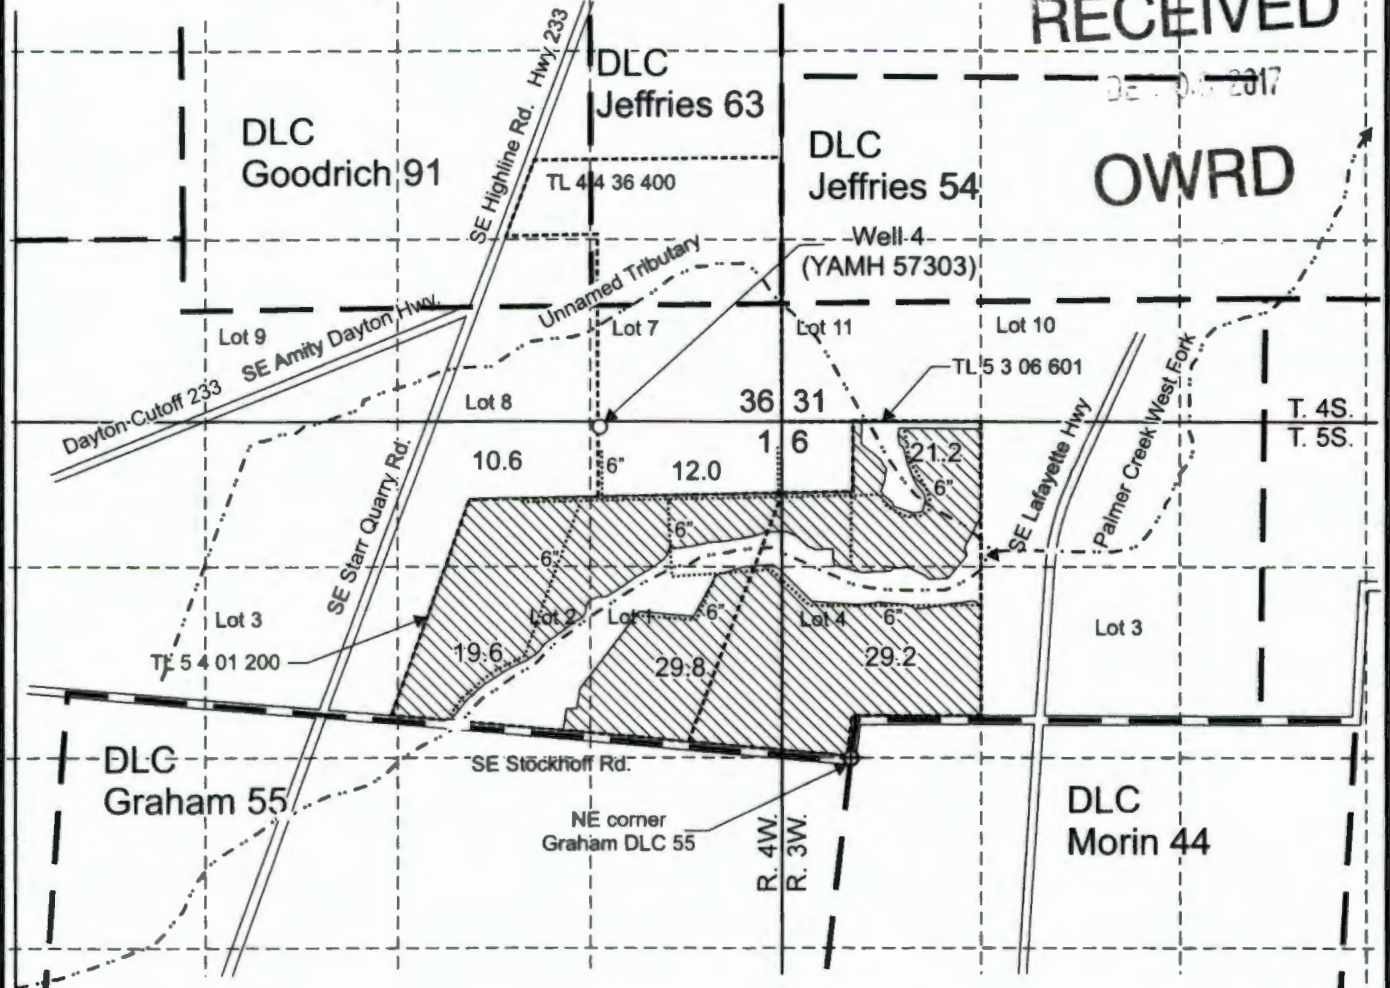 RECEIVED
2017
OWRD
DLC
Jeffries 63
DLC
Goodrich 91
SE Highline Rd. Hwy 233
DLC
Jeffries 54
TL 4 4 36 400
Well 4
(YAMH 57303)
Unnamed Tributary
Lot 9
SE Amity Dayton Hwy.
Dayton Cutoff 233
Lot 7
Lot 11
Lot 10
TL 5 3 06 601
Lot 8
36 31
1 6
T. 4S.
T. 5S.
SE Starr Quarry Rd.
10.6
6"
12.0
21.2
6"
SE Lafayette Hwy
Palmer Creek West Fork
6"
6"
Lot 3
Lot 2
Lot 1
6"
Lot 4
6"
Lot 3
TL 5 4 01 200
19.6
29.8
29.2
DLC
Graham 55
SE Stockhoff Rd.
NE corner
Graham DLC 55
R. 4W.
R. 3W.
DLC
Morin 44